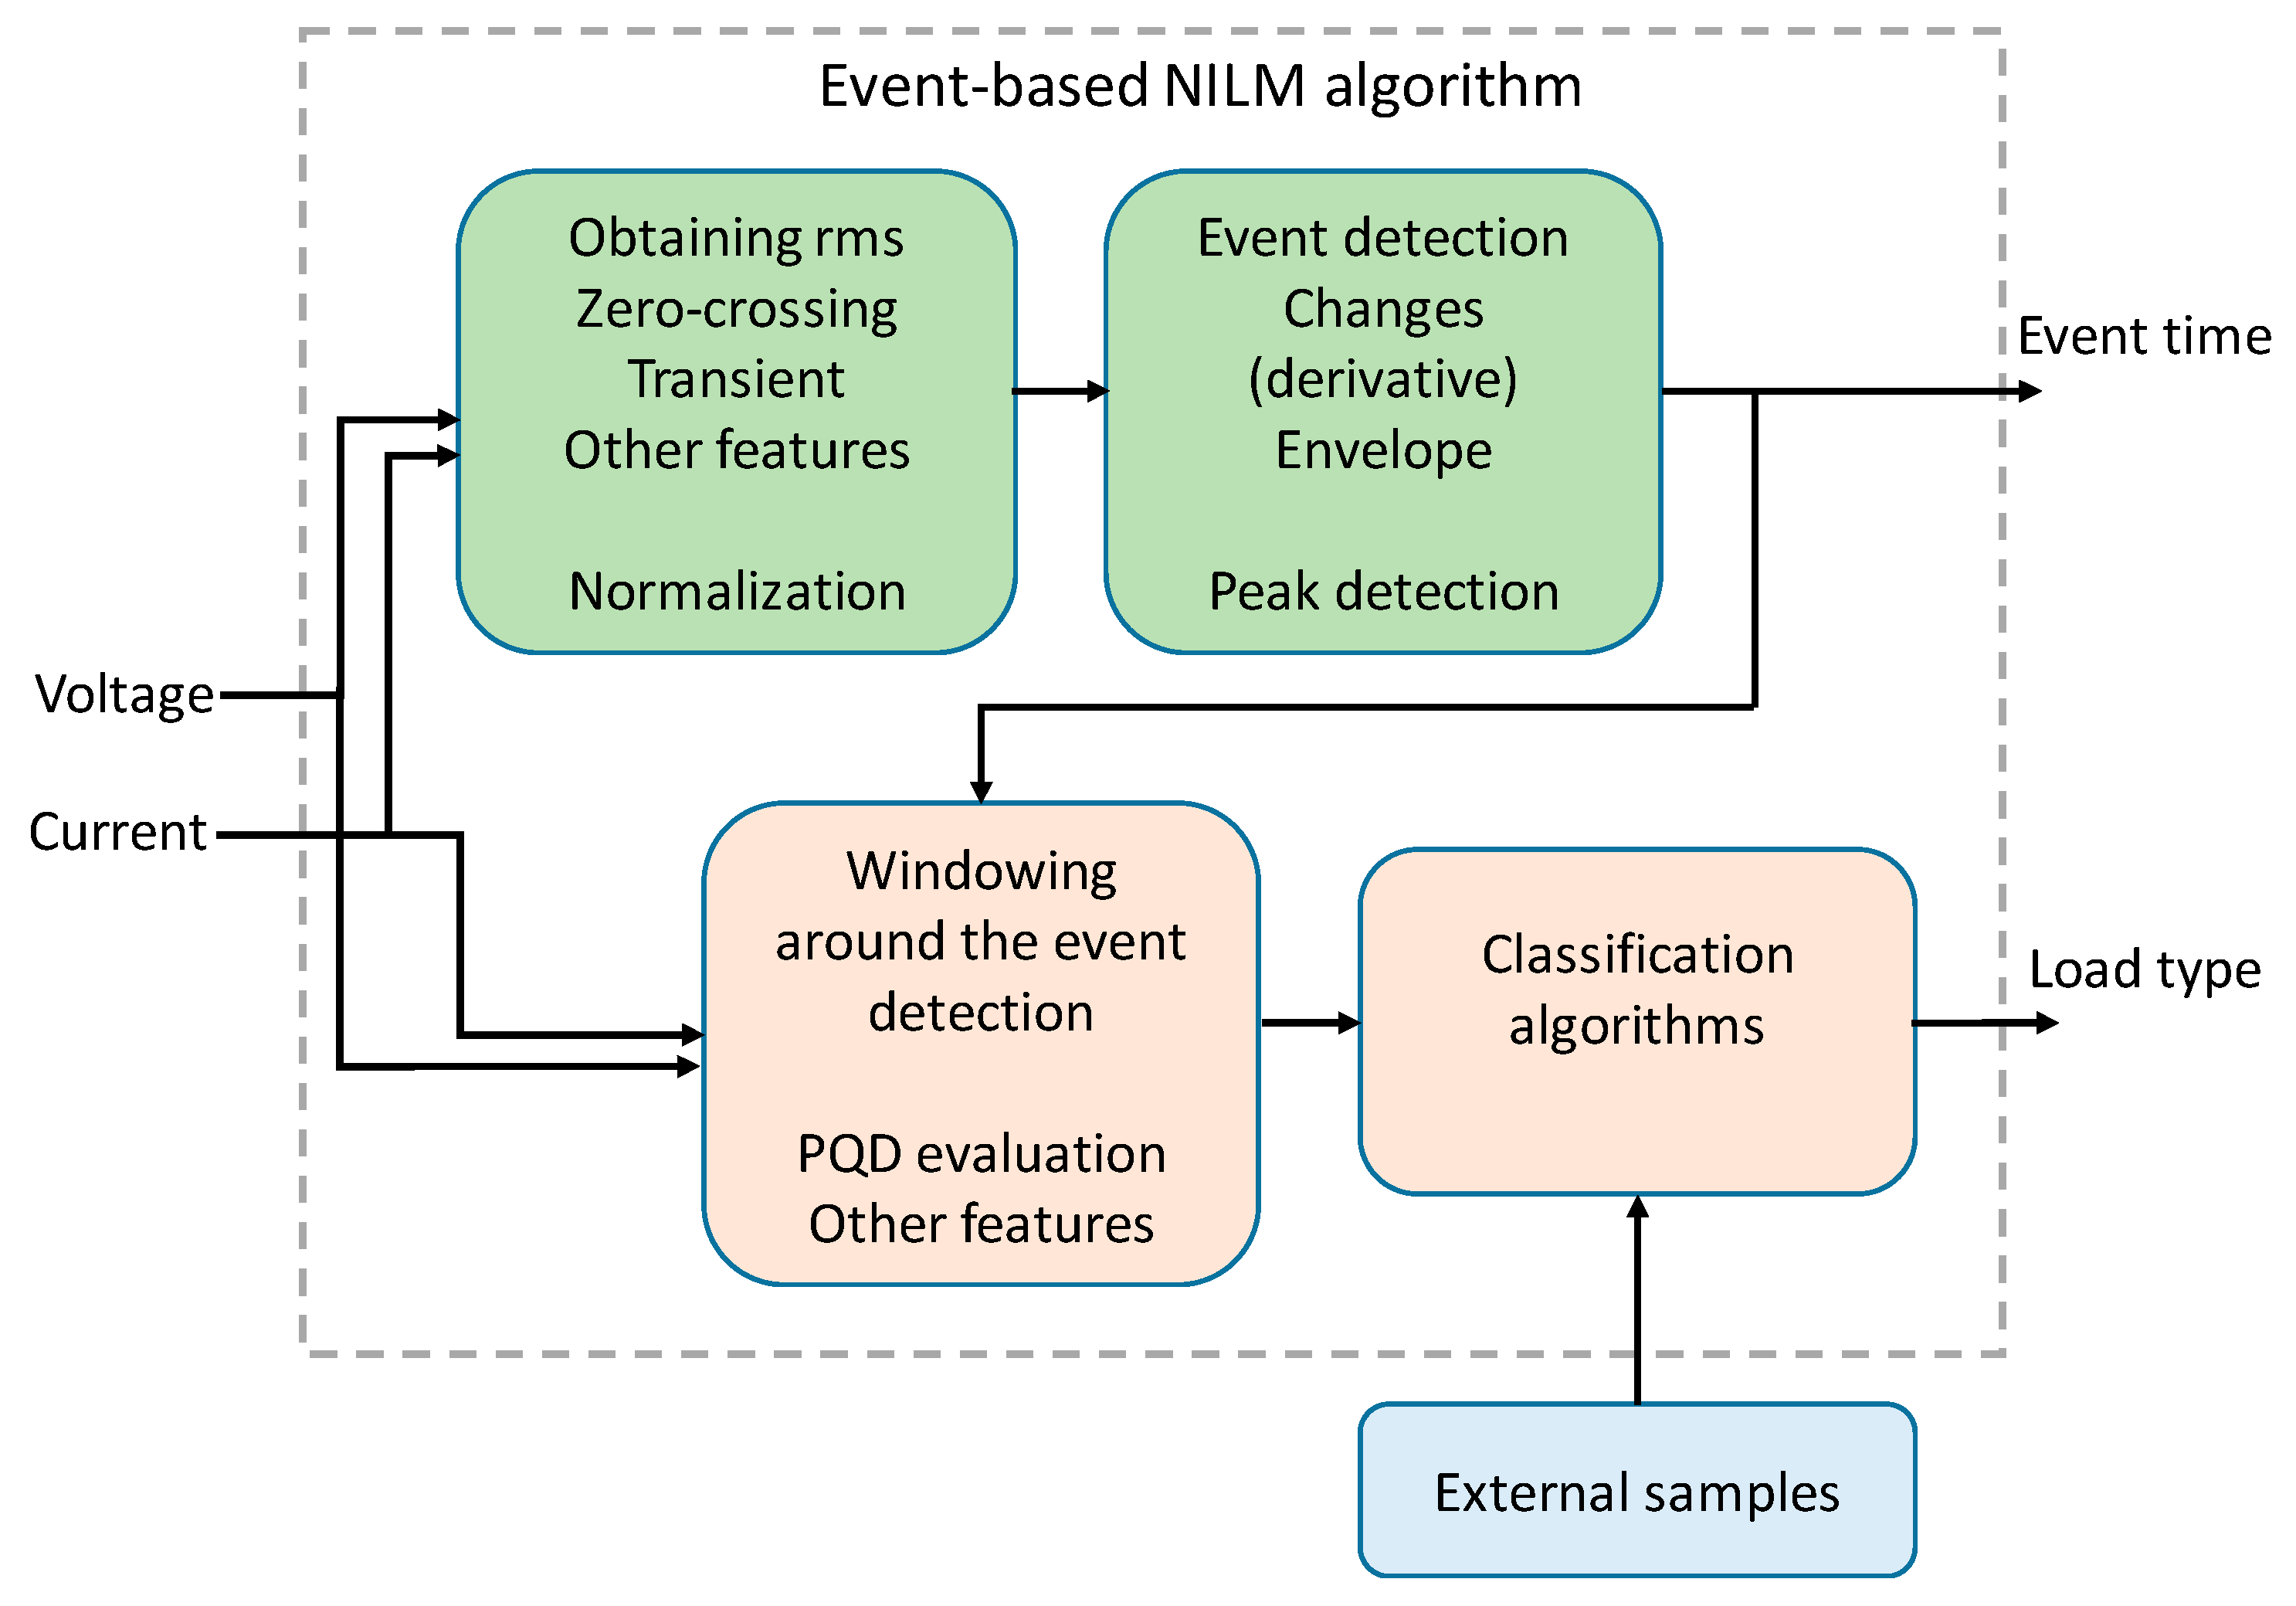 Event-based NILM algorithm
Obtaining rms
Zero-crossing
Transient
Other features
Normalization
Event detection
Changes
(derivative)
Envelope
Peak detection
Event time
Voltage
Current
Windowing
around the event
detection
PQD evaluation
Other features
Classification
algorithms
Load type
External samples